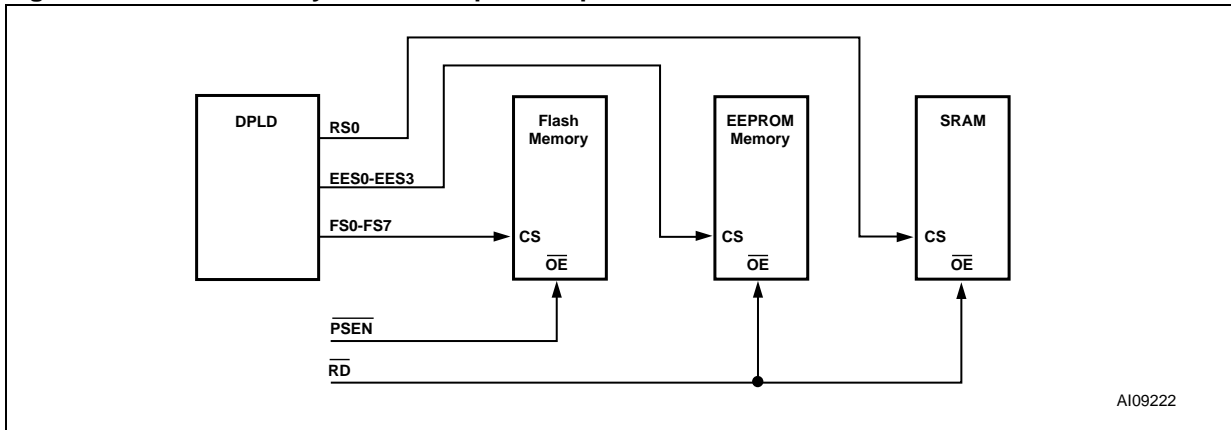 DPLD
RS0
EES0-EES3
FS0-FS7
Flash
Memory
CS
OE
EEPROM
Memory
CS
OE
SRAM
CS
OE
PSEN
RD
AI09222